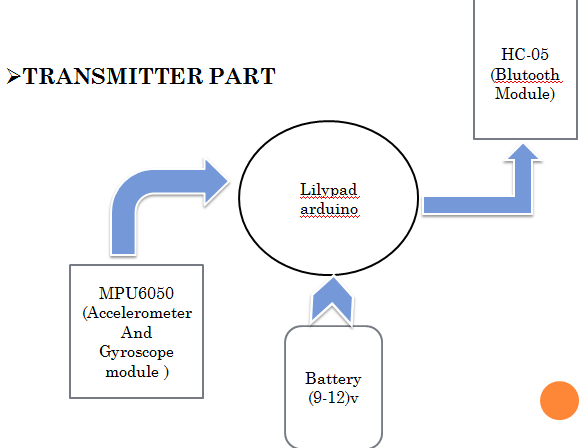 ➢TRANSMITTER PART
HC-05
(Blutooth
Module)
Lilypad
arduino
MPU6050
(Accelerometer
And
Gyroscope
module )
Battery
(9-12)v